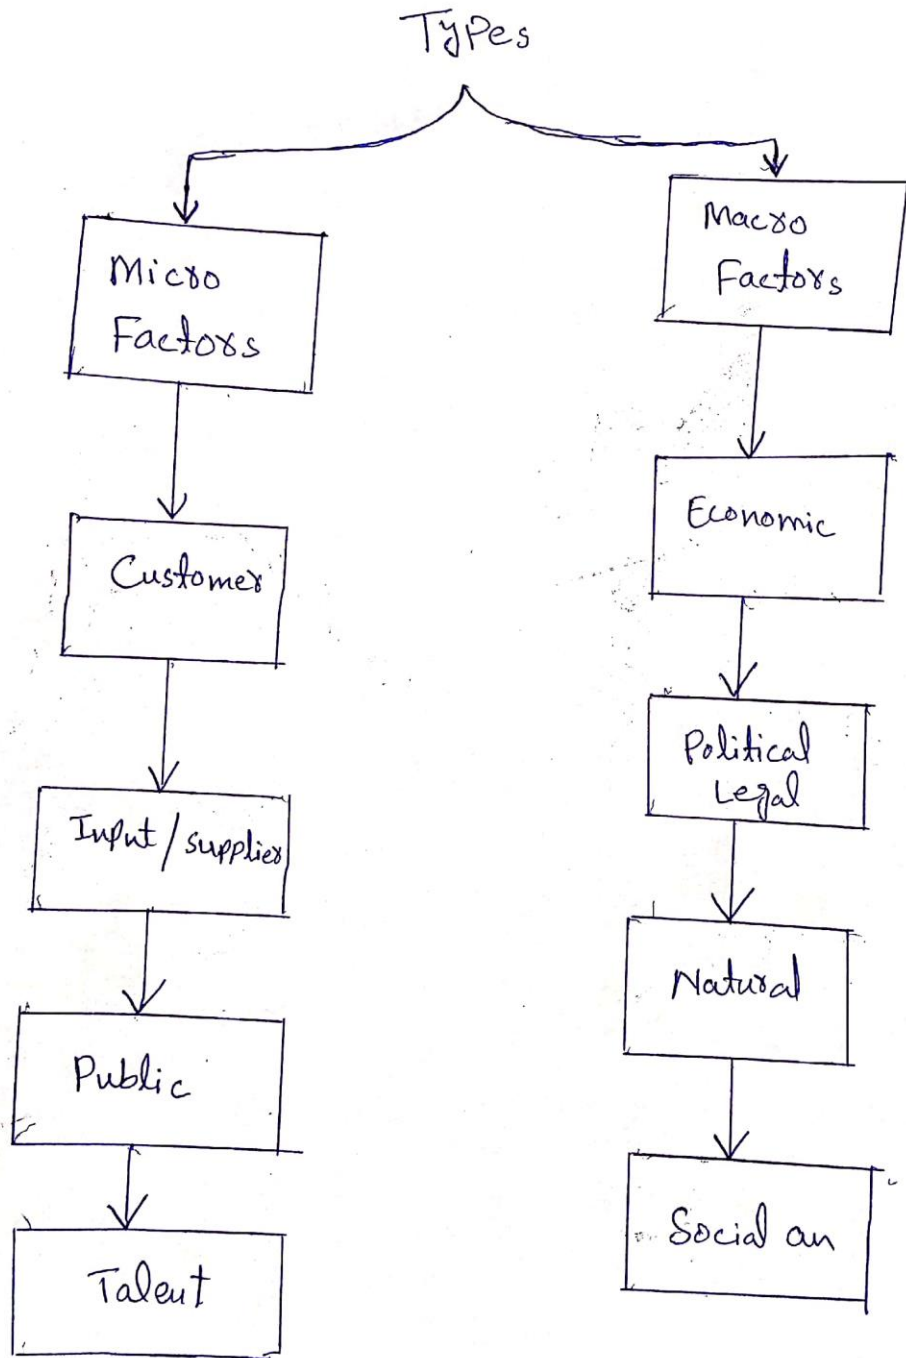 Types
Micro
Factors
Customer
Input / supplier
Public
Talent
Macro
Factors
Economic
Political
Legal
Natural
Social an